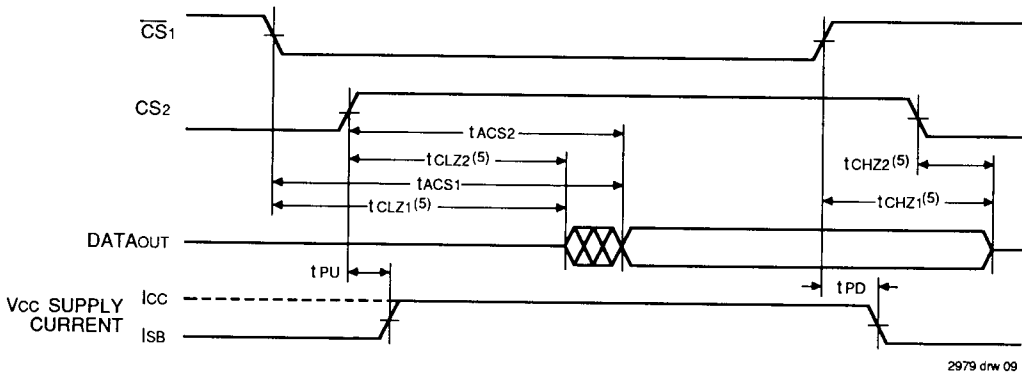 CS1
CS2
tACS2
tCLZ2(5)
tCHZ2(5)
tACS1
tCHZ1(5)
tCLZ1(5)
DATAOUT
tPU
tPD
VCC SUPPLY CURRENT
ICC
ISB
2979 drw 09